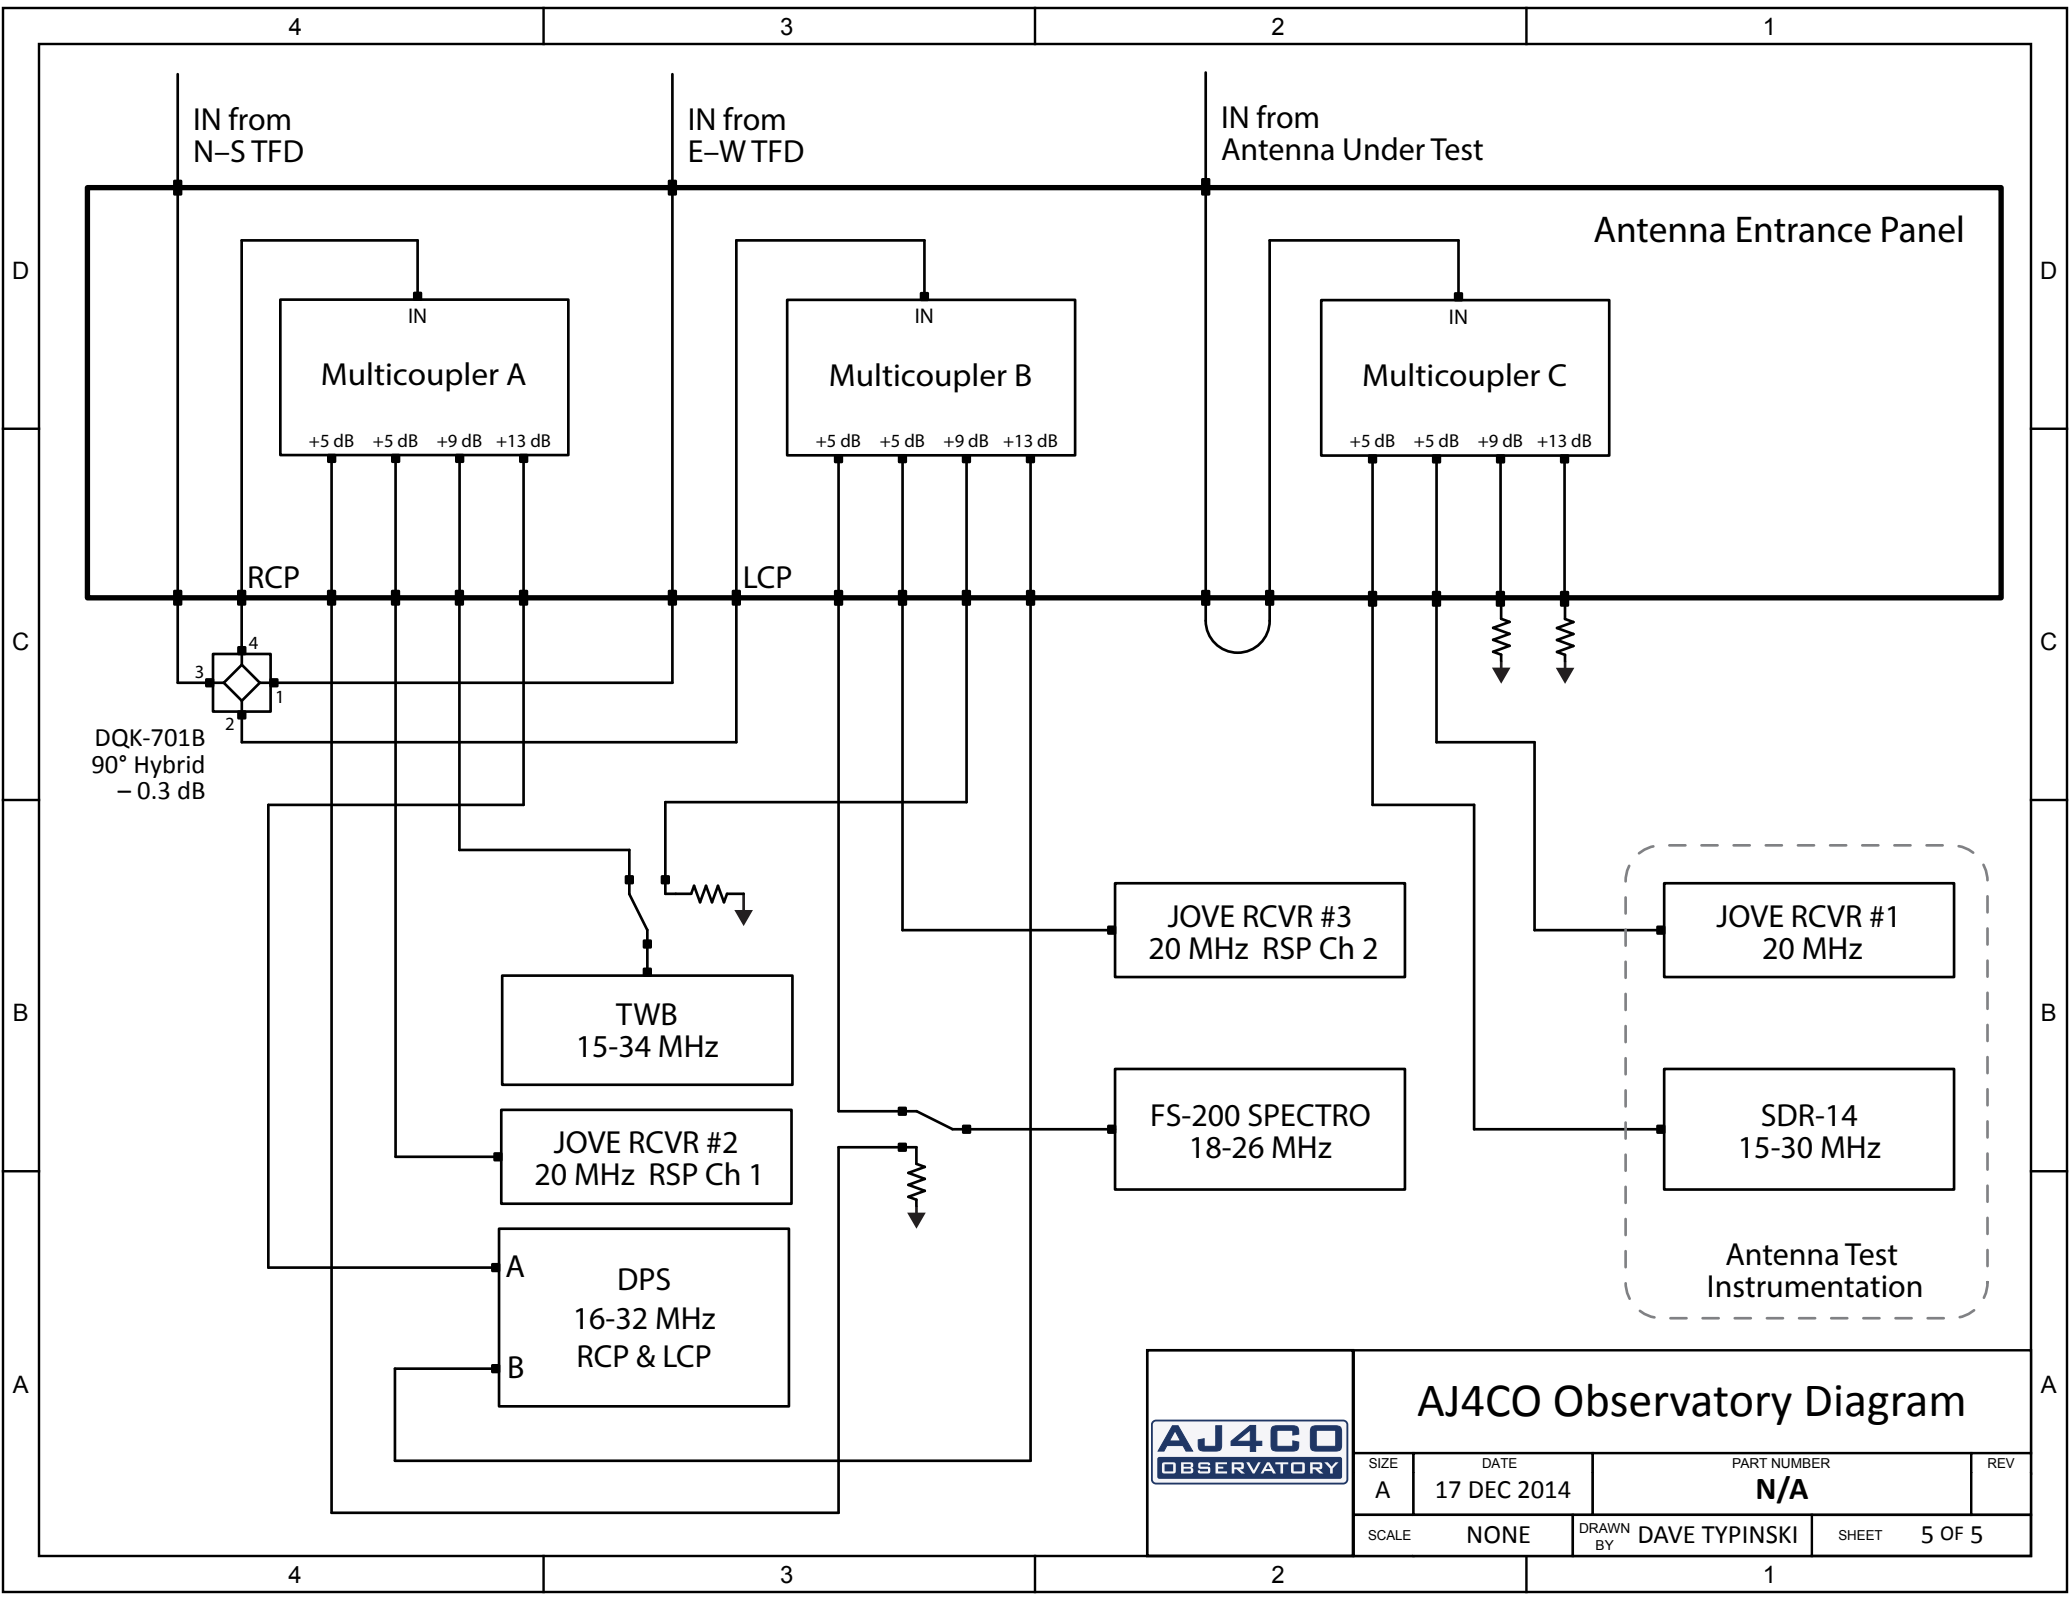 4 3 2 1
IN from
N–S TFD
IN from
E–W TFD
IN from
Antenna Under Test
Antenna Entrance Panel
D D
IN
Multicoupler A
+5 dB +5 dB +9 dB +13 dB
IN
Multicoupler B
+5 dB +5 dB +9 dB +13 dB
IN
Multicoupler C
+5 dB +5 dB +9 dB +13 dB
RCP
LCP
C C
4
3
1
2
DQK-701B
90° Hybrid
– 0.3 dB
B B
JOVE RCVR #3
20 MHz RSP Ch 2
JOVE RCVR #1
20 MHz
TWB
15-34 MHz
FS-200 SPECTRO
18-26 MHz
SDR-14
15-30 MHz
JOVE RCVR #2
20 MHz RSP Ch 1
Antenna Test
Instrumentation
A
B
DPS
16-32 MHz
RCP & LCP
A A
AJ4CO
OBSERVATORY
AJ4CO Observatory Diagram
SIZE
A
DATE
17 DEC 2014
PART NUMBER
N/A
REV
SCALE NONE
DRAWN
BY
DAVE TYPINSKI
SHEET 5 OF 5
4 3 2 1